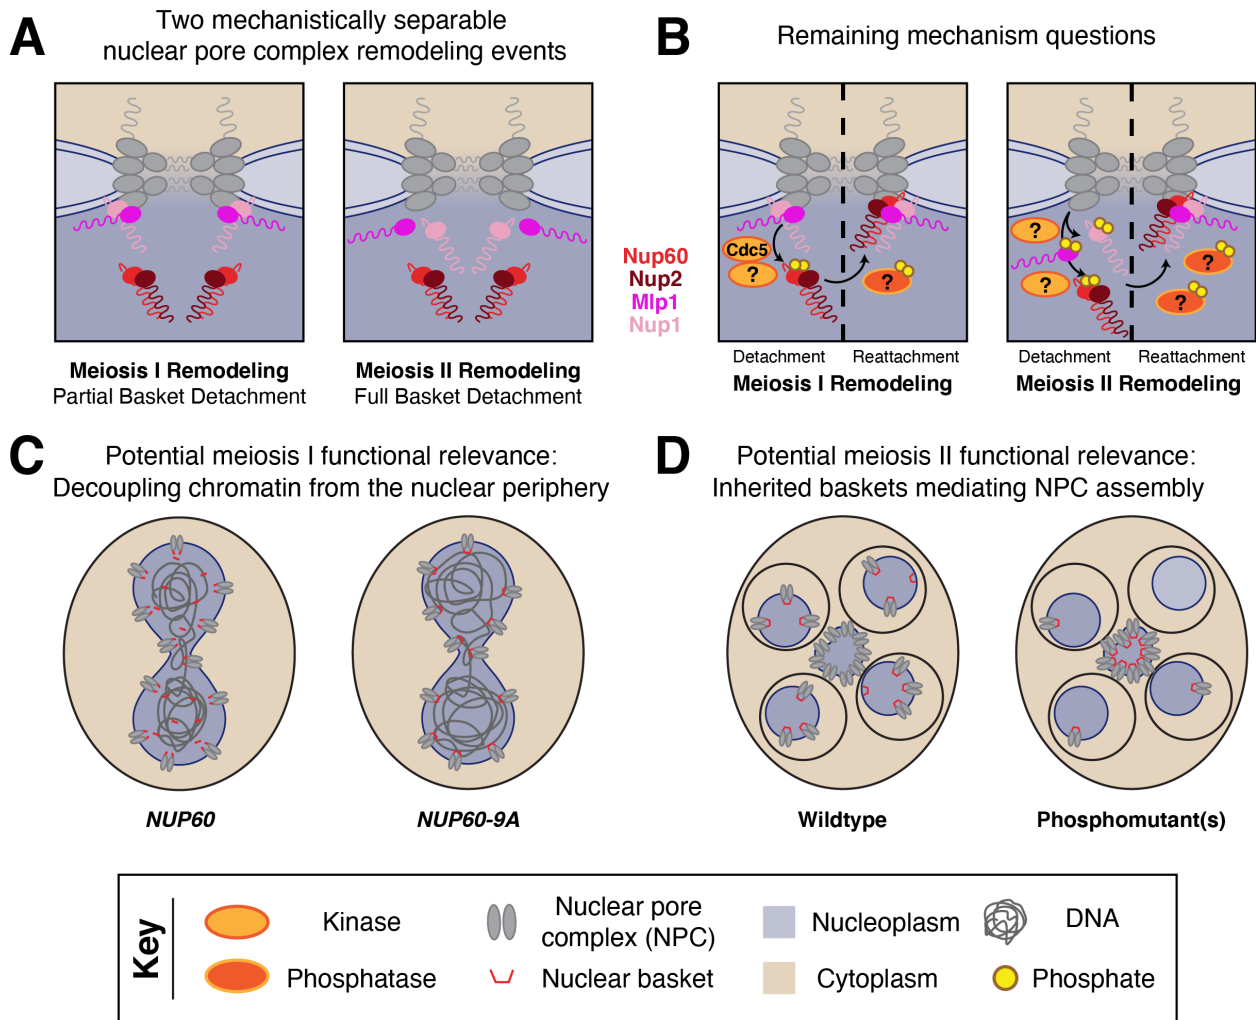 A
Two mechanistically separable
nuclear pore complex remodeling events
B
Remaining mechanism questions
Cdc5
?
?
?
?
?
?
Nup60
Nup2
Mlp1
Nup1
Meiosis I Remodeling
Partial Basket Detachment
Meiosis II Remodeling
Full Basket Detachment
Detachment
Reattachment
Meiosis I Remodeling
Detachment
Reattachment
Meiosis II Remodeling
C
Potential meiosis I functional relevance:
Decoupling chromatin from the nuclear periphery
NUP60
NUP60-9A
D
Potential meiosis II functional relevance:
Inherited baskets mediating NPC assembly
Wildtype
Phosphomutant(s)
Key
Kinase
Nuclear pore
complex (NPC)
Nucleoplasm
DNA
Phosphatase
Nuclear basket
Cytoplasm
Phosphate